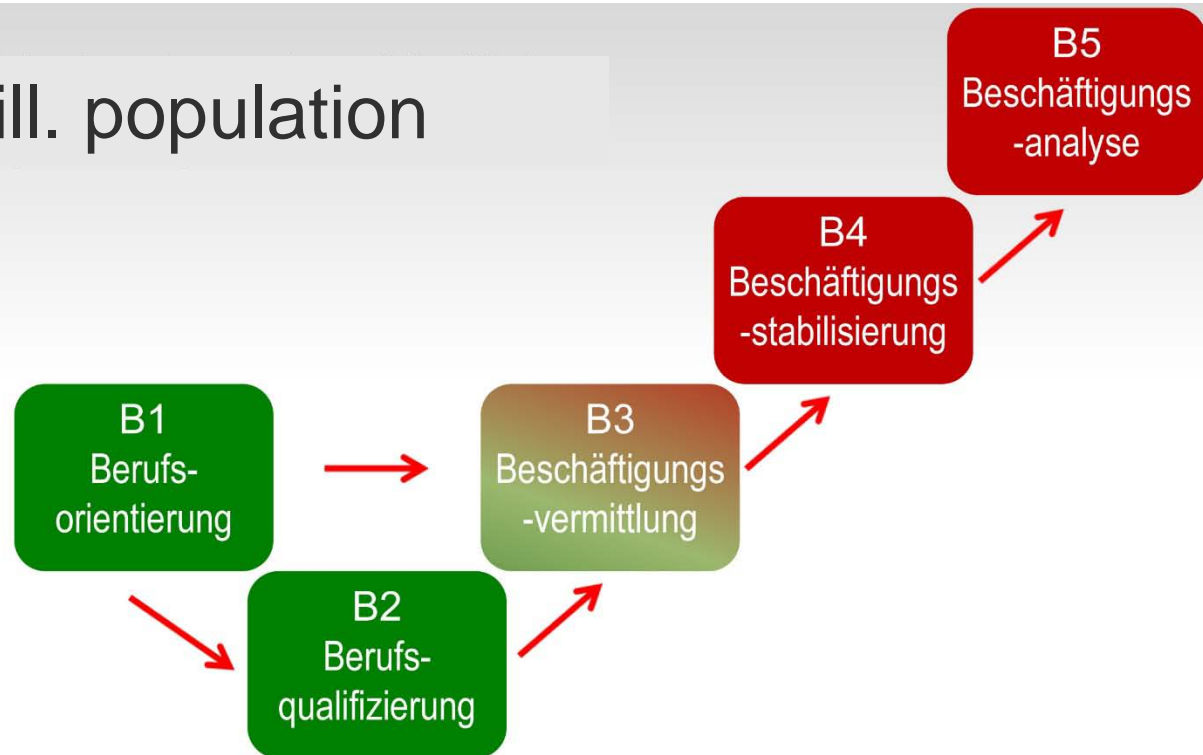 ill. population
B1
Berufs-
orientierung
B2
Berufs-
qualifizierung
B3
Beschäftigungs
-vermittlung
B4
Beschäftigungs
-stabilisierung
B5
Beschäftigungs
-analyse